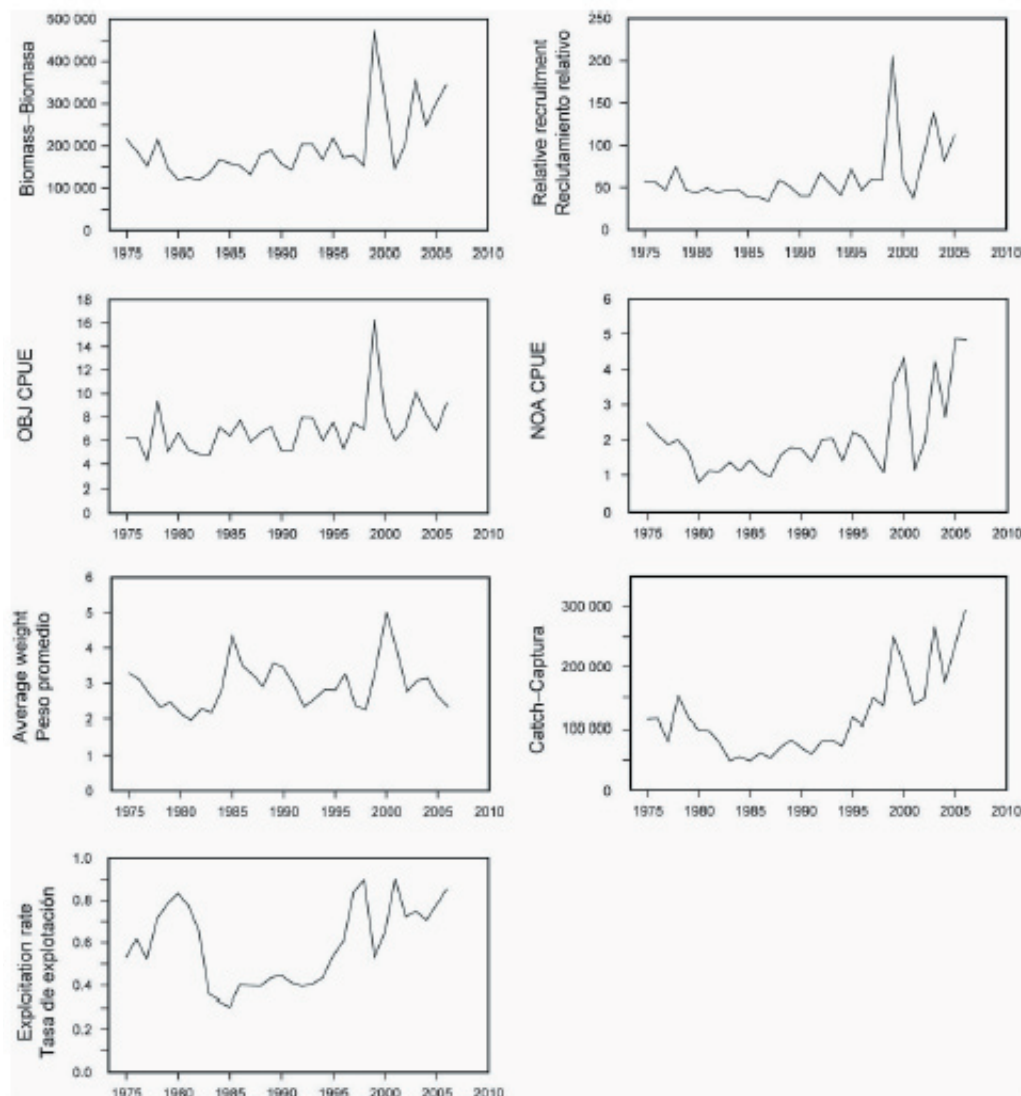 Biomass–Biomasa
500 000
400 000
300 000
200 000
100 000
0
1975 1980 1985 1990 1995 2000 2005 2010
Relative recruitment
Reclutamiento relativo
250
200
150
100
50
0
1975 1980 1985 1990 1995 2000 2005 2010
OBJ CPUE
18
16
14
12
10
8
6
4
2
0
1975 1980 1985 1990 1995 2000 2005 2010
NOA CPUE
6
5
4
3
2
1
0
1975 1980 1985 1990 1995 2000 2005 2010
Average weight
Peso promedio
6
5
4
3
2
1
0
1975 1980 1985 1990 1995 2000 2005 2010
Catch–Captura
300 000
200 000
100 000
0
1975 1980 1985 1990 1995 2000 2005 2010
Exploitation rate
Tasa de explotación
1.0
0.8
0.6
0.4
0.2
0.0
1975 1980 1985 1990 1995 2000 2005 2010